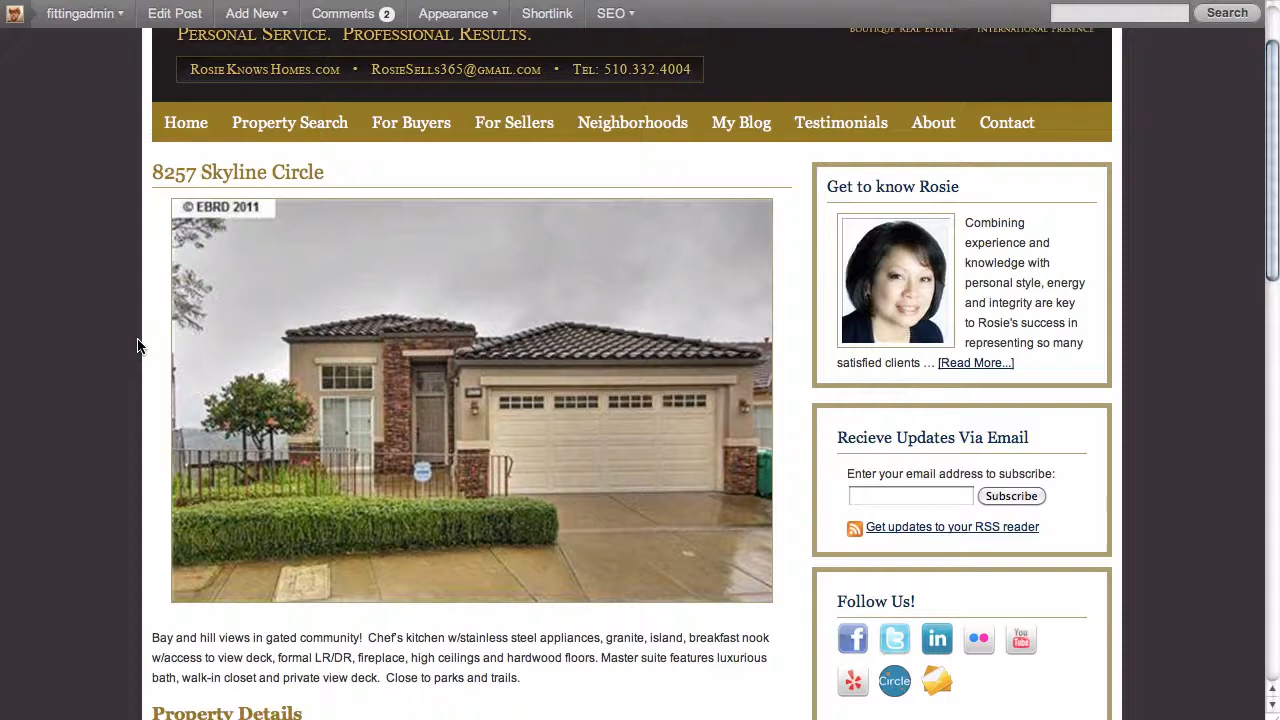 fittingadmin Edit Post Add New Comments 2 Appearance Shortlink SEO Search
Personal Service. Professional Results.
Boutique Real Estate International Presence
RosieKnowsHomes.com • RosieSells365@gmail.com • Tel: 510.332.4004
Home Property Search For Buyers For Sellers Neighborhoods My Blog Testimonials About Contact
8257 Skyline Circle
© EBRD 2011
Bay and hill views in gated community! Chef's kitchen w/stainless steel appliances, granite, island, breakfast nook
w/access to view deck, formal LR/DR, fireplace, high ceilings and hardwood floors. Master suite features luxurious
bath, walk-in closet and private view deck. Close to parks and trails.
Property Details
Get to know Rosie
Combining
experience and
knowledge with
personal style, energy
and integrity are key
to Rosie's success in
representing so many
satisfied clients … [Read More...]
Recieve Updates Via Email
Enter your email address to subscribe:
Subscribe
Get updates to your RSS reader
Follow Us!
You
Tube
Circle